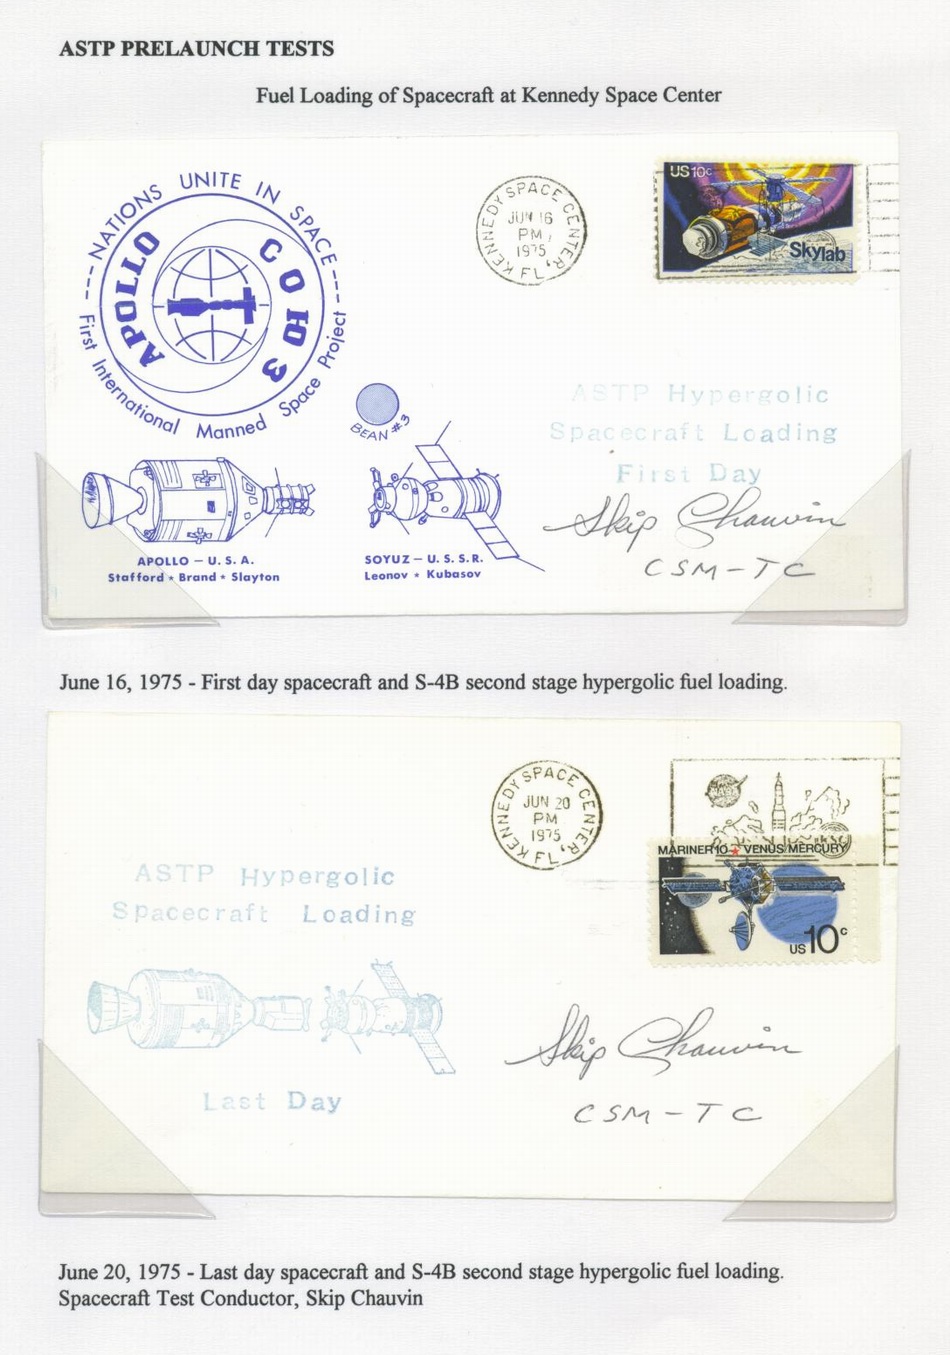 ASTP PRELAUNCH TESTS
Fuel Loading of Spacecraft at Kennedy Space Center
---NATIONS UNITE IN SPACE---
APOLLO
СОЮЗ
First International Manned Space Project
KENNEDY SPACE CENTER,
JUN 16
PM
1975
FL,
US 10c
Skylab
BEAN #3
ASTP Hypergolic
Spacecraft Loading
First Day
Skip Chauvin
CSM-TC
APOLLO – U.S.A.
Stafford * Brand * Slayton
SOYUZ – U.S.S.R.
Leonov * Kubasov
June 16, 1975 - First day spacecraft and S-4B second stage hypergolic fuel loading.
KENNEDY SPACE CENTER,
JUN 20
PM
1975
FL,
NASA
MARINER 10 ★ VENUS/MERCURY
US 10c
ASTP Hypergolic
Spacecraft Loading
Last Day
Skip Chauvin
CSM-TC
June 20, 1975 - Last day spacecraft and S-4B second stage hypergolic fuel loading.
Spacecraft Test Conductor, Skip Chauvin